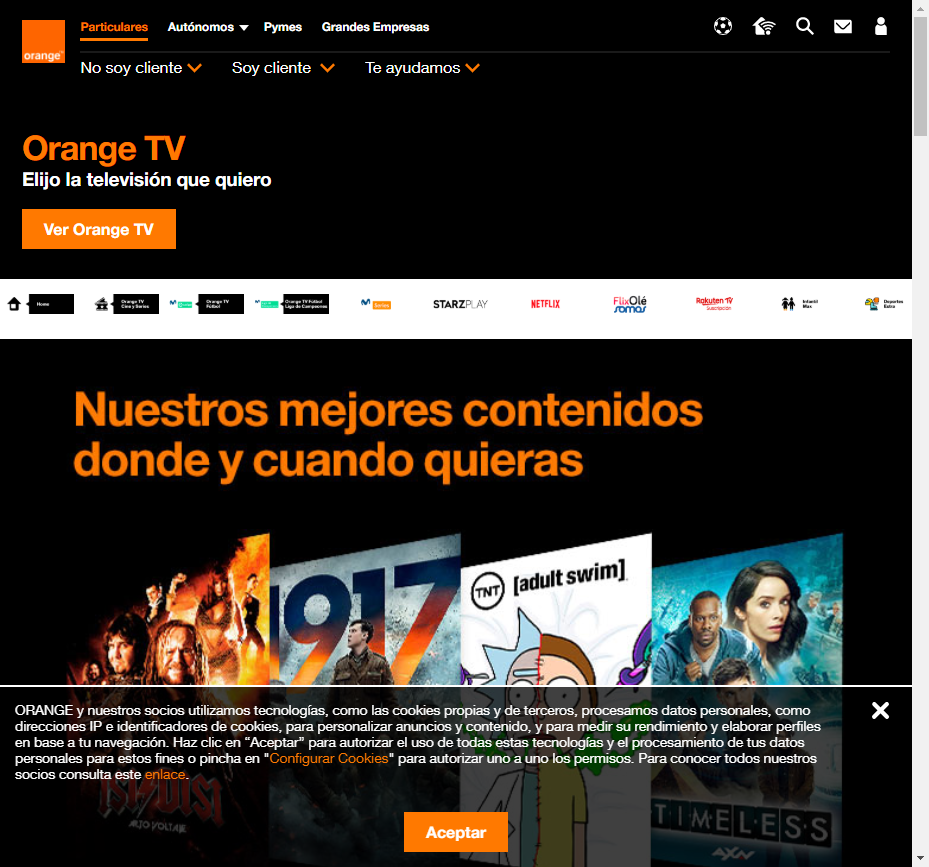 Particulares Autónomos Pymes Grandes Empresas
orange™
No soy cliente Soy cliente Te ayudamos
Orange TV
Elijo la televisión que quiero
Ver Orange TV
Home
Orange TV
Cine y Series
Orange TV
Fútbol
Orange TV Fútbol
Liga de Campeones
Series
STARZPLAY
NETFLIX
FlixOlé
somos
Rakuten TV
Suscripción
Infantil
Max
Deportes
Extra
Nuestros mejores contenidos
donde y cuando quieras
1917
TNT [adult swim]
ORANGE y nuestros socios utilizamos tecnologías, como las cookies propias y de terceros, procesamos datos personales, como
direcciones IP e identificadores de cookies, para personalizar anuncios y contenido, y para medir su rendimiento y elaborar perfiles
en base a tu navegación. Haz clic en “Aceptar” para autorizar el uso de todas estas tecnologías y el procesamiento de tus datos
personales para estos fines o pincha en "Configurar Cookies" para autorizar uno a uno los permisos. Para conocer todos nuestros
socios consulta este enlace.
ALTO VOLTAJE
TIMELESS
AXN
Aceptar